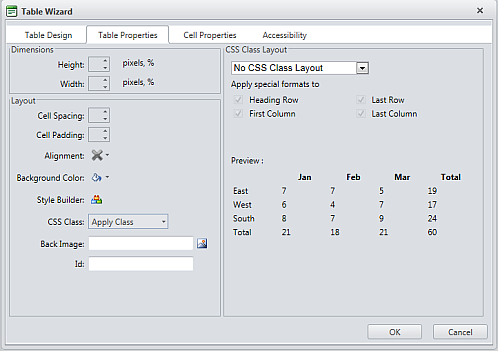 Table Wizard
Table Design Table Properties Cell Properties Accessibility
Dimensions
Height: pixels, %
Width: pixels, %
Layout
Cell Spacing:
Cell Padding:
Alignment:
Background Color:
Style Builder:
CSS Class: Apply Class
Back Image:
Id:
CSS Class Layout
No CSS Class Layout
Apply special formats to
Heading Row Last Row
First Column Last Column
Preview :
Jan Feb Mar Total
East 7 7 5 19
West 6 4 7 17
South 8 7 9 24
Total 21 18 21 60
OK Cancel